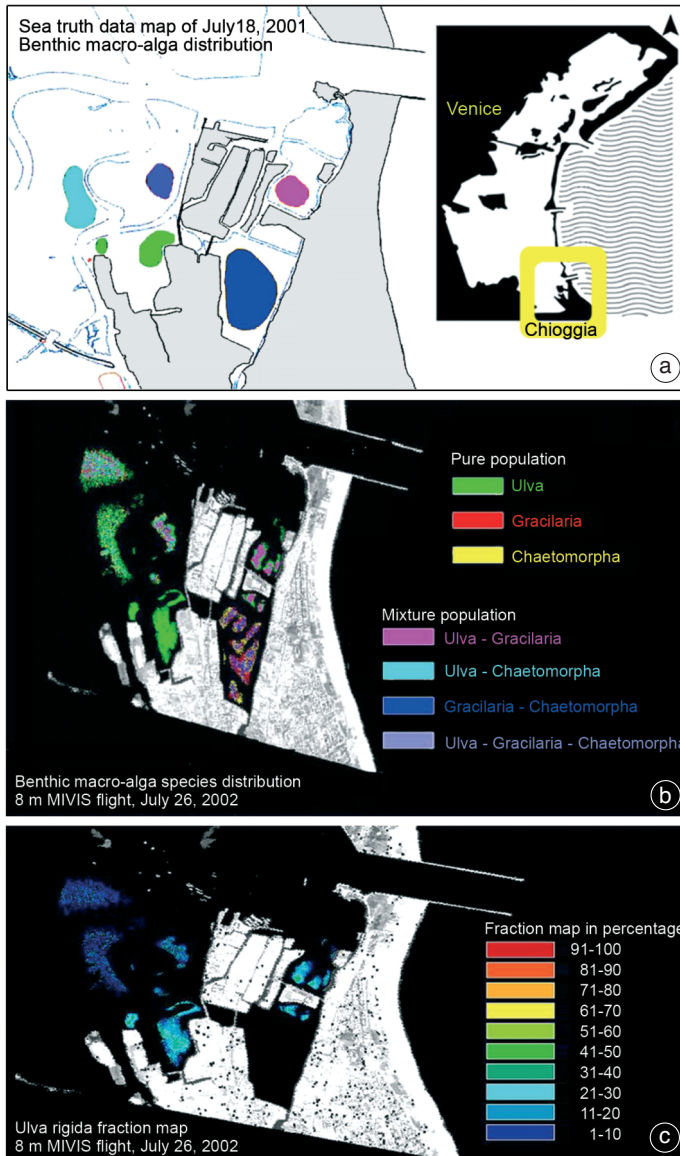 Sea truth data map of July18, 2001
Benthic macro-alga distribution
Venice
Chioggia
a
Pure population
Ulva
Gracilaria
Chaetomorpha
Mixture population
Ulva - Gracilaria
Ulva - Chaetomorpha
Gracilaria - Chaetomorpha
Ulva - Gracilaria - Chaetomorpha
Benthic macro-alga species distribution
8 m MIVIS flight, July 26, 2002
b
Fraction map in percentage
91-100
81-90
71-80
61-70
51-60
41-50
31-40
21-30
11-20
1-10
Ulva rigida fraction map
8 m MIVIS flight, July 26, 2002
c